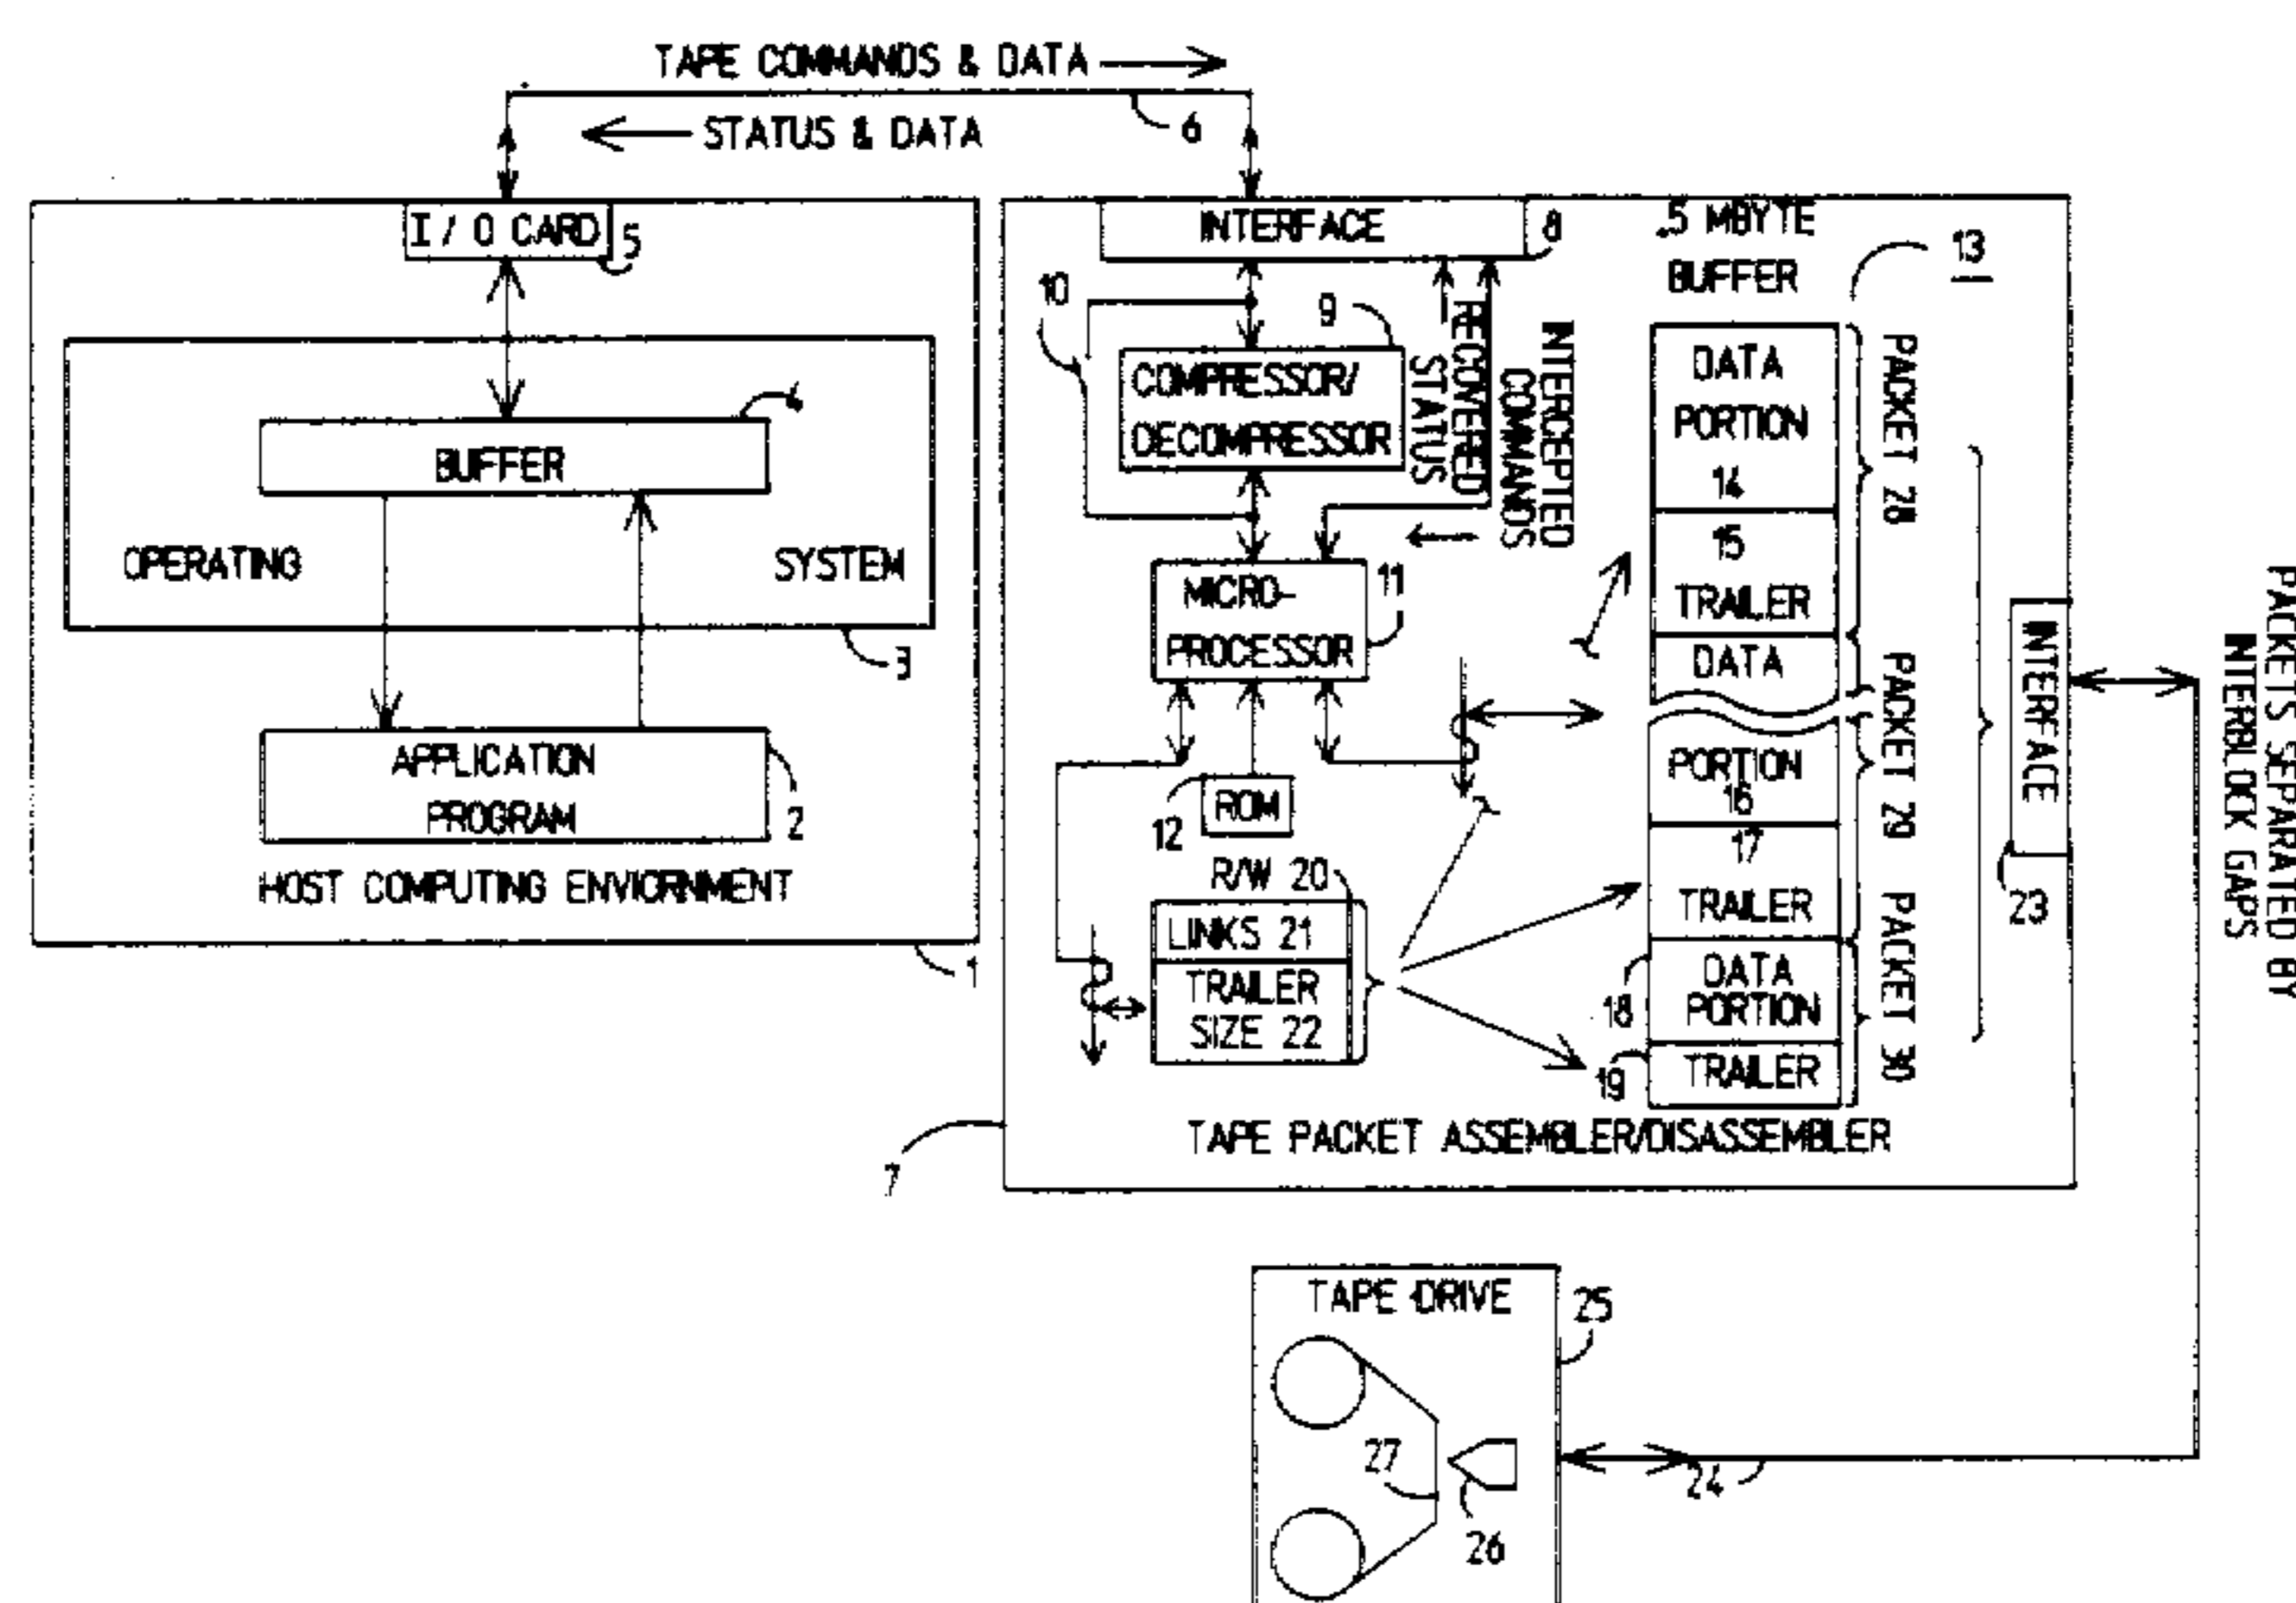 TAPE COMMANDS & DATA
STATUS & DATA
6
I / O CARD
5
4
BUFFER
OPERATING SYSTEM
3
APPLICATION
PROGRAM
2
HOST COMPUTING ENVIORNMENT
1
INTERFACE
8
.5 MBYTE
BUFFER
13
10
9
COMPRESSOR/
DECOMPRESSOR
RECOVERED
STATUS
INTERCEPTED
COMMANDS
MICRO-
PROCESSOR
11
ROM
12
R/W 20
LINKS 21
TRAILER
SIZE 22
DATA
PORTION
14
15
TRAILER
DATA
PORTION
16
17
TRAILER
DATA
PORTION
18
TRAILER
19
PACKET 28
PACKET 29
PACKET 30
INTERFACE
23
TAPE PACKET ASSEMBLER/DISASSEMBLER
7
PACKETS SEPARATED BY
INTERBLOCK GAPS
TAPE DRIVE
25
27
26
24